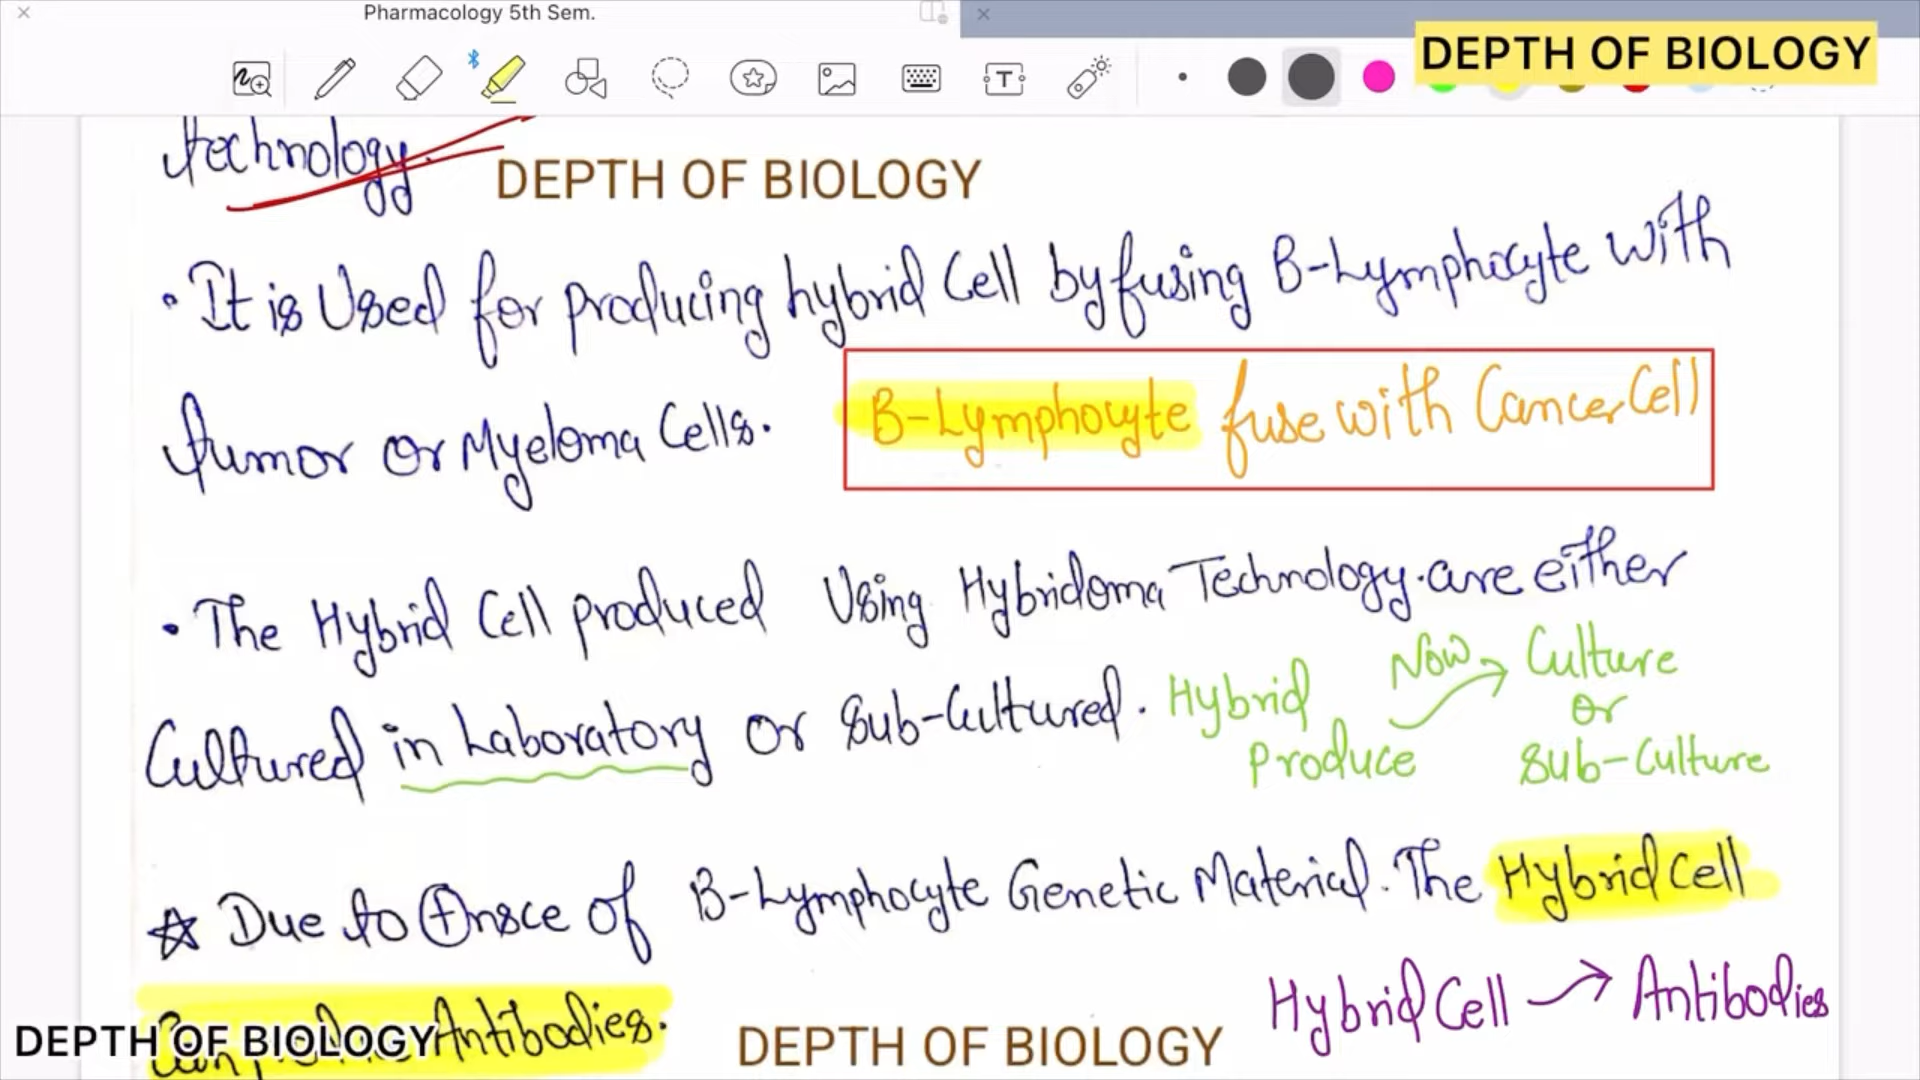 Pharmacology 5th Sem.
DEPTH OF BIOLOGY
technology.
DEPTH OF BIOLOGY
• It is Used for producing hybrid Cell by fusing B-Lymphocyte with
tumor or Myeloma Cells.
B-Lymphocyte fuse with Cancer Cell
• The Hybrid Cell produced Using Hybridoma Technology. are either
Cultured in Laboratory or Sub-Cultured.
Hybrid produce Now → Culture or Sub-Culture
☆ Due to ⊕nsce of B-Lymphocyte Genetic Material. The Hybrid Cell
Antibodies.
Hybrid Cell → Antibodies
DEPTH OF BIOLOGY
DEPTH OF BIOLOGY